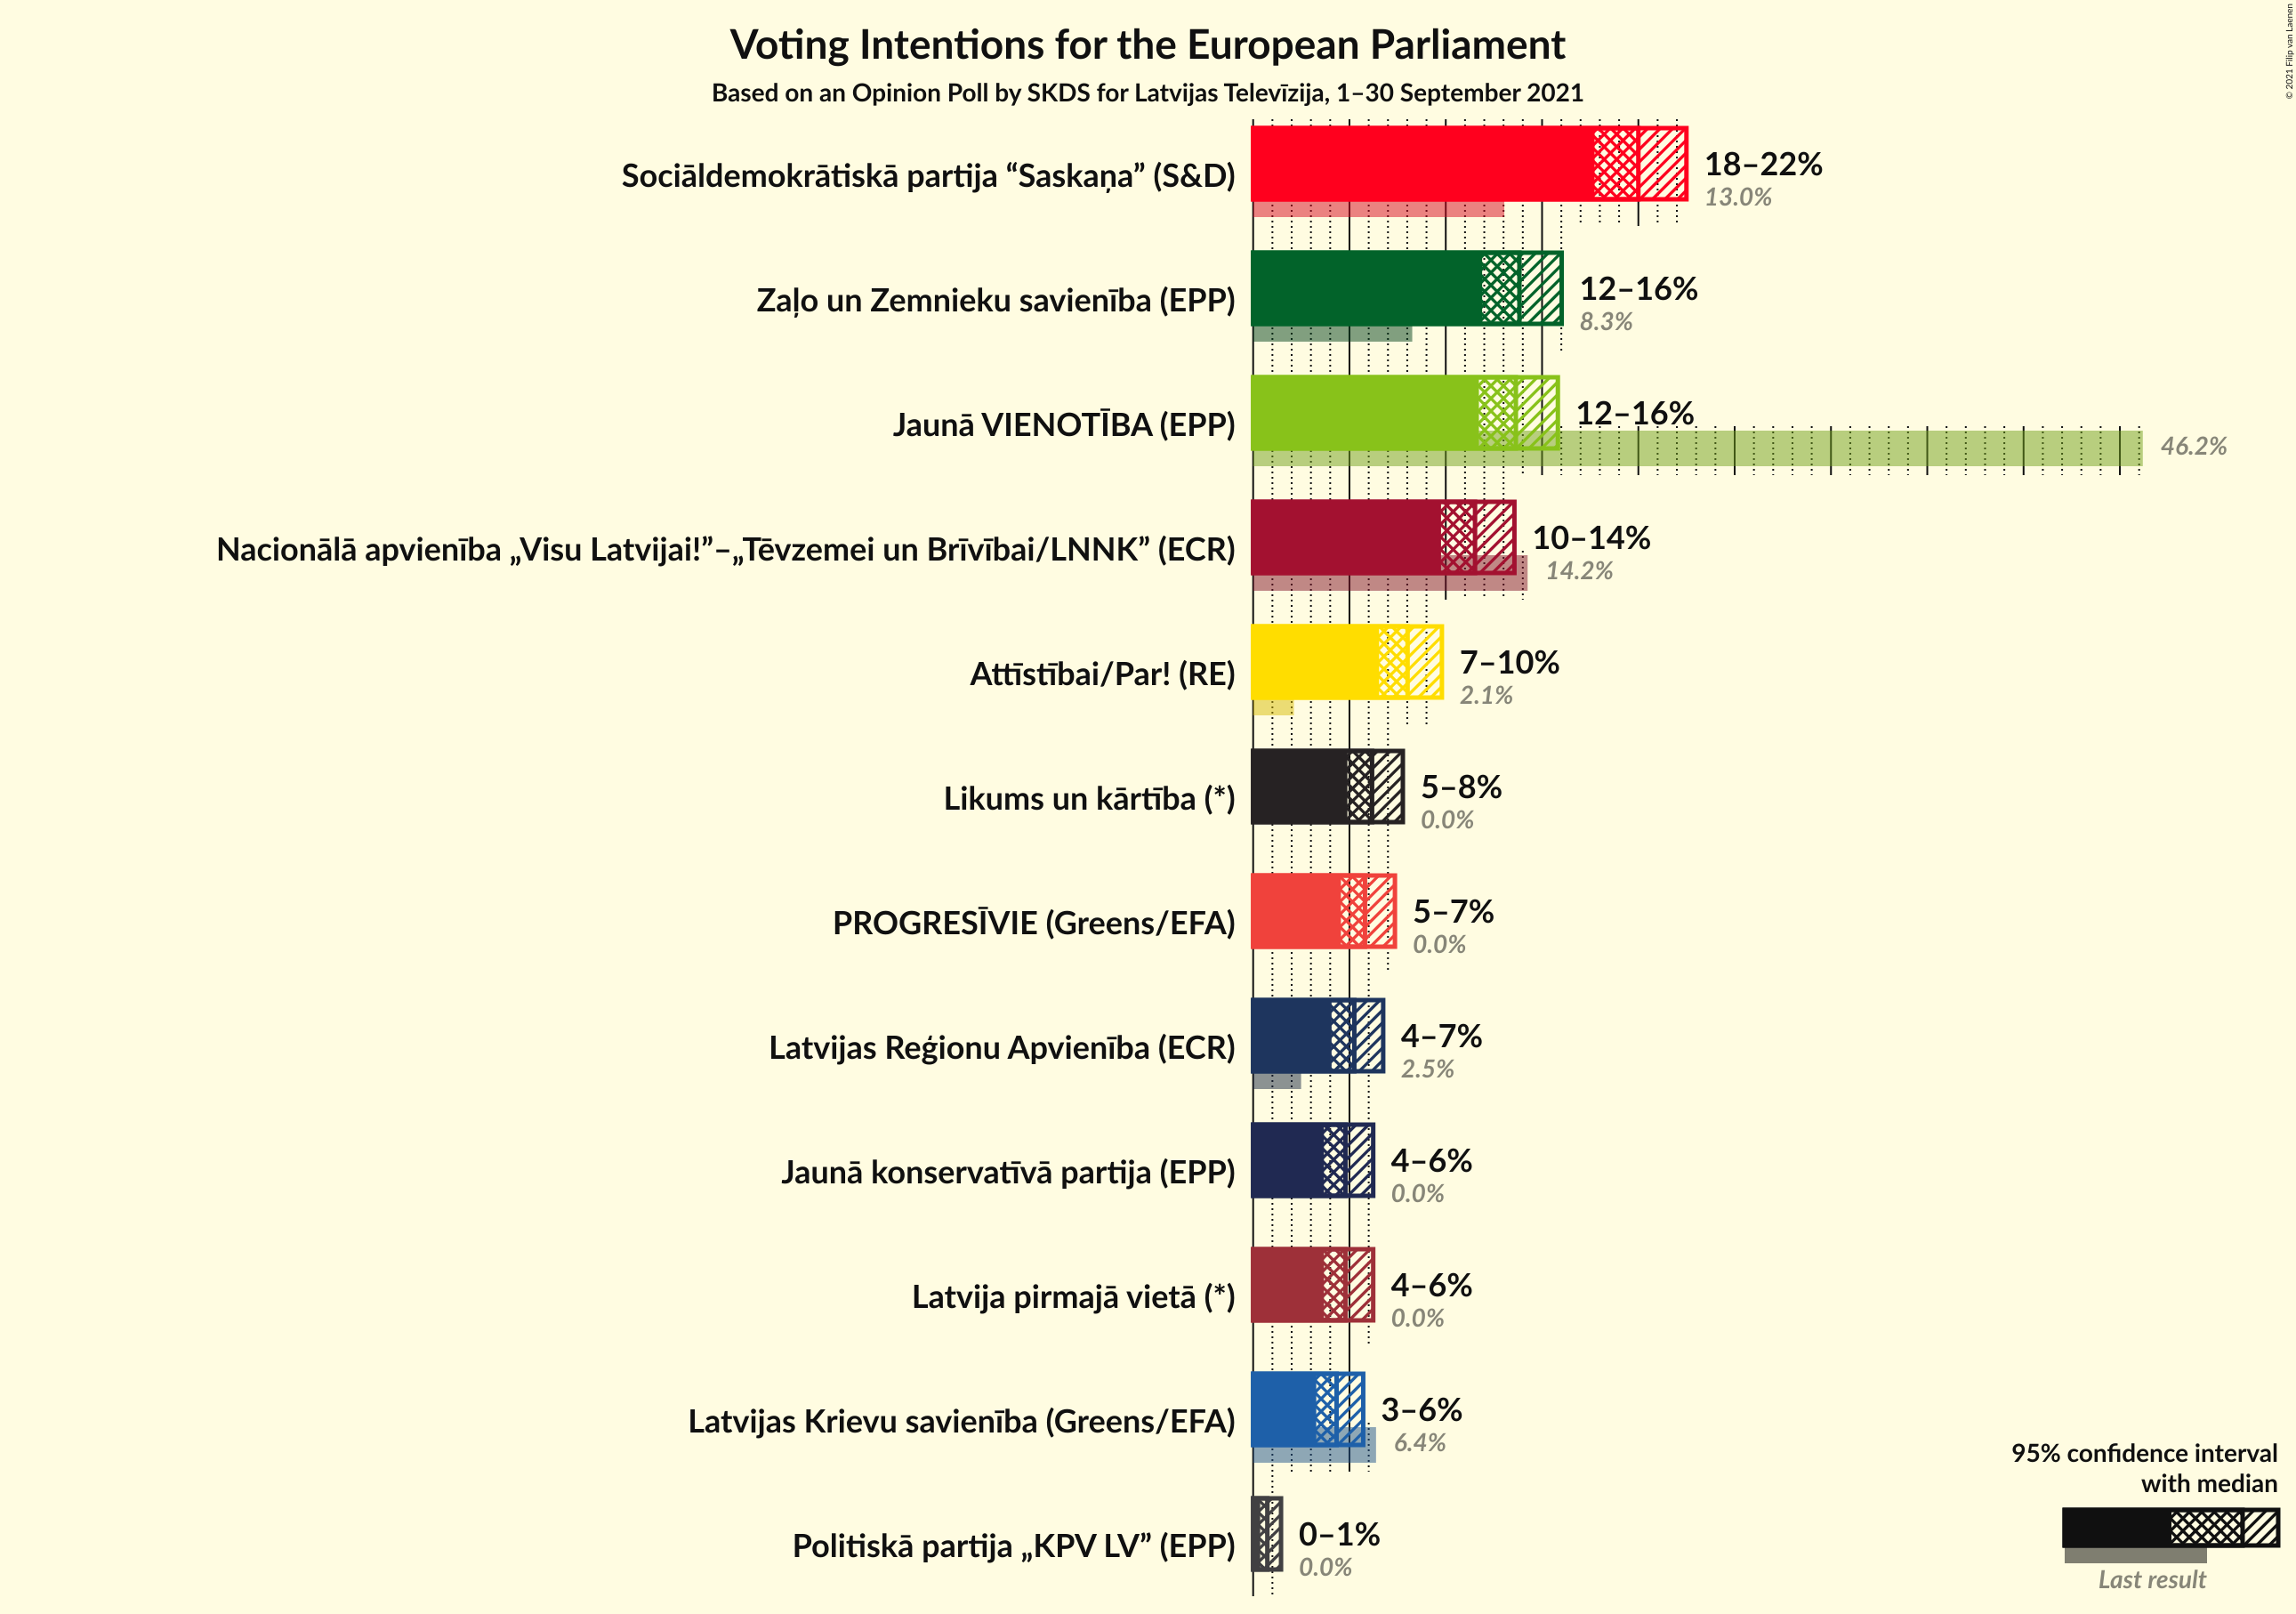 Voting Intentions for the European Parliament
Based on an Opinion Poll by SKDS for Latvijas Televīzija, 1–30 September 2021
© 2021 Filip van Laenen
Sociāldemokrātiskā partija “Saskaņa” (S&D)
18–22%
13.0%
Zaļo un Zemnieku savienība (EPP)
12–16%
8.3%
Jaunā VIENOTĪBA (EPP)
12–16%
46.2%
Nacionālā apvienība „Visu Latvijai!”–„Tēvzemei un Brīvībai/LNNK” (ECR)
10–14%
14.2%
Attīstībai/Par! (RE)
7–10%
2.1%
Likums un kārtība (*)
5–8%
0.0%
PROGRESĪVIE (Greens/EFA)
5–7%
0.0%
Latvijas Reģionu Apvienība (ECR)
4–7%
2.5%
Jaunā konservatīvā partija (EPP)
4–6%
0.0%
Latvija pirmajā vietā (*)
4–6%
0.0%
Latvijas Krievu savienība (Greens/EFA)
3–6%
6.4%
Politiskā partija „KPV LV” (EPP)
0–1%
0.0%
95% confidence interval
with median
Last result